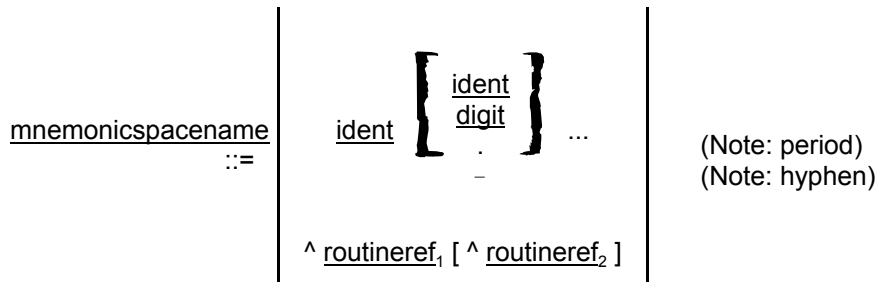 ident
digit
mnemonicspacename ident ...
::= . (Note: period)
– (Note: hyphen)
^ routineref₁ [ ^ routineref₂ ]